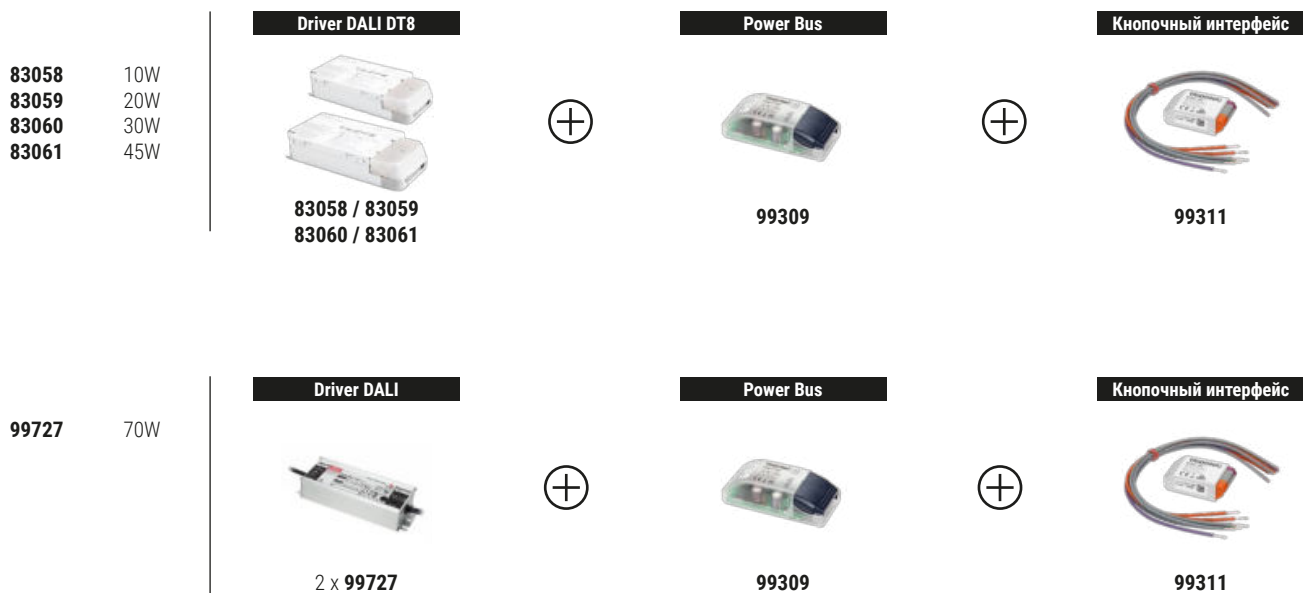 Driver DALI DT8
Power Bus
Кнопочный интерфейс
83058 10W
83059 20W
83060 30W
83061 45W
83058 / 83059
83060 / 83061
99309
99311
Driver DALI
Power Bus
Кнопочный интерфейс
99727 70W
2 x 99727
99309
99311